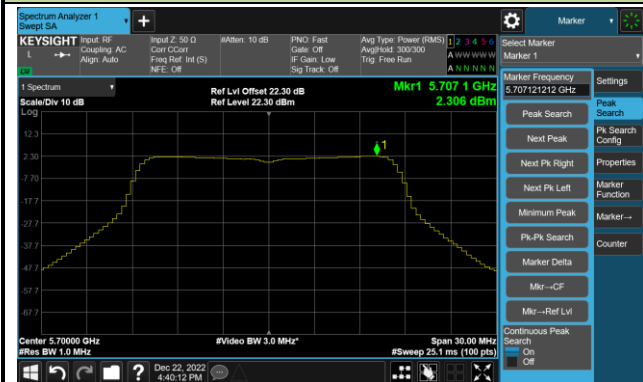 Spectrum Analyzer 1
Swept SA
+
Marker
KEYSIGHT
L
LW
Input: RF
Coupling: AC
Align: Auto
Input Z: 50 Ω
Corr CCorr
Freq Ref: Int (S)
NFE: Off
#Atten: 10 dB
PNO: Fast
Gate: Off
IF Gain: Low
Sig Track: Off
Avg Type: Power (RMS)
Avg|Hold: 300/300
Trig: Free Run
1 2 3 4 5 6
A W W W W W
A N N N N N
Select Marker
Marker 1
1 Spectrum
Scale/Div 10 dB
Log
Ref Lvl Offset 22.30 dB
Ref Level 22.30 dBm
Mkr1 5.707 1 GHz
2.306 dBm
12.3
2.30
-7.70
-17.7
-27.7
-37.7
-47.7
-57.7
-67.7
1
Center 5.70000 GHz
#Res BW 1.0 MHz
#Video BW 3.0 MHz*
Span 30.00 MHz
#Sweep 25.1 ms (100 pts)
Marker Frequency
5.707121212 GHz
Peak Search
Next Peak
Next Pk Right
Next Pk Left
Minimum Peak
Pk-Pk Search
Marker Delta
Mkr→CF
Mkr→Ref Lvl
Continuous Peak
Search
On
Off
Settings
Peak
Search
Pk Search
Config
Properties
Marker
Function
Marker→
Counter
?
Dec 22, 2022
4:40:12 PM